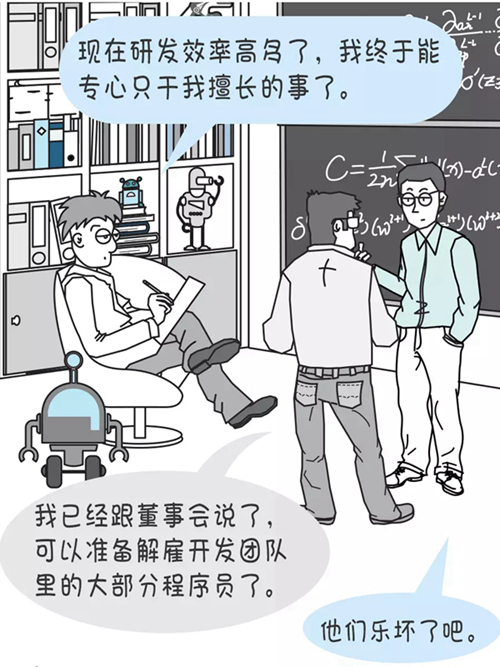 现在研发效率高多了，我终于能
专心只干我擅长的事了。
C=1/2n Σ
我已经跟董事会说了，
可以准备解雇开发团队
里的大部分程序员了。
他们乐坏了吧。